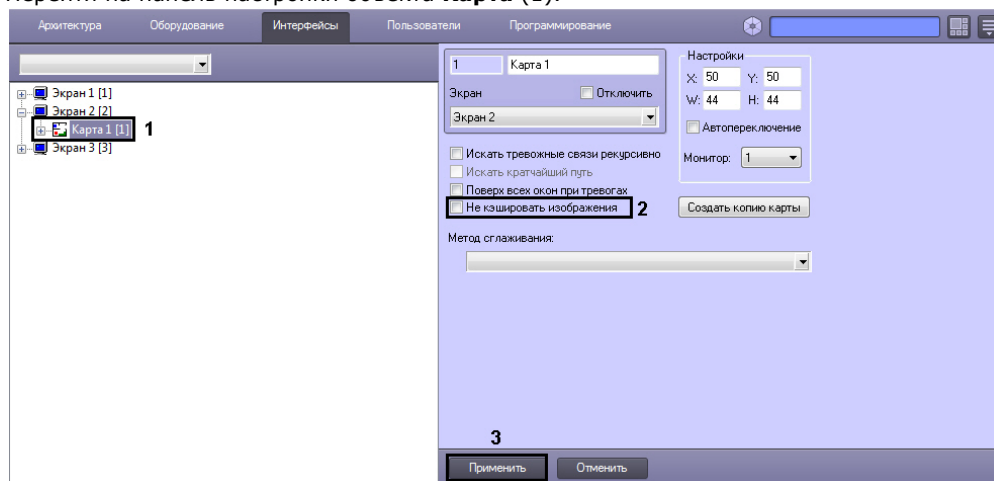 Перейти на панель настройки объекта Карта (1).
Архитектура Оборудование Интерфейсы Пользователи Программирование
Экран 1 [1]
Экран 2 [2]
Карта 1 [1] 1
Экран 3 [3]
1 Карта 1
Экран Отключить
Экран 2
Настройки
X: 50 Y: 50
W: 44 H: 44
Автопереключение
Монитор: 1
Искать тревожные связи рекурсивно
Искать кратчайший путь
Поверх всех окон при тревогах
Не кэшировать изображения 2
Создать копию карты
Метод сглаживания:
3
Применить Отменить